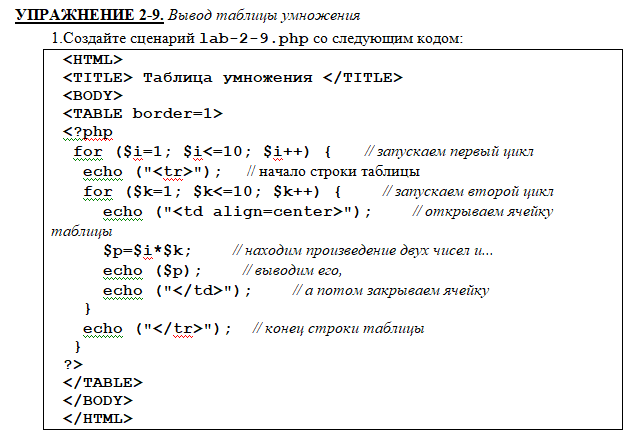 УПРАЖНЕНИЕ 2-9. Вывод таблицы умножения
1.Создайте сценарий lab-2-9.php со следующим кодом:
<HTML>
<TITLE> Таблица умножения </TITLE>
<BODY>
<TABLE border=1>
<?php
for ($i=1; $i<=10; $i++) { // запускаем первый цикл
echo ("<tr>"); // начало строки таблицы
for ($k=1; $k<=10; $k++) { // запускаем второй цикл
echo ("<td align=center>"); // открываем ячейку
таблицы
$p=$i*$k; // находим произведение двух чисел и...
echo ($p); // выводим его,
echo ("</td>"); // а потом закрываем ячейку
}
echo ("</tr>"); // конец строки таблицы
}
?>
</TABLE>
</BODY>
</HTML>